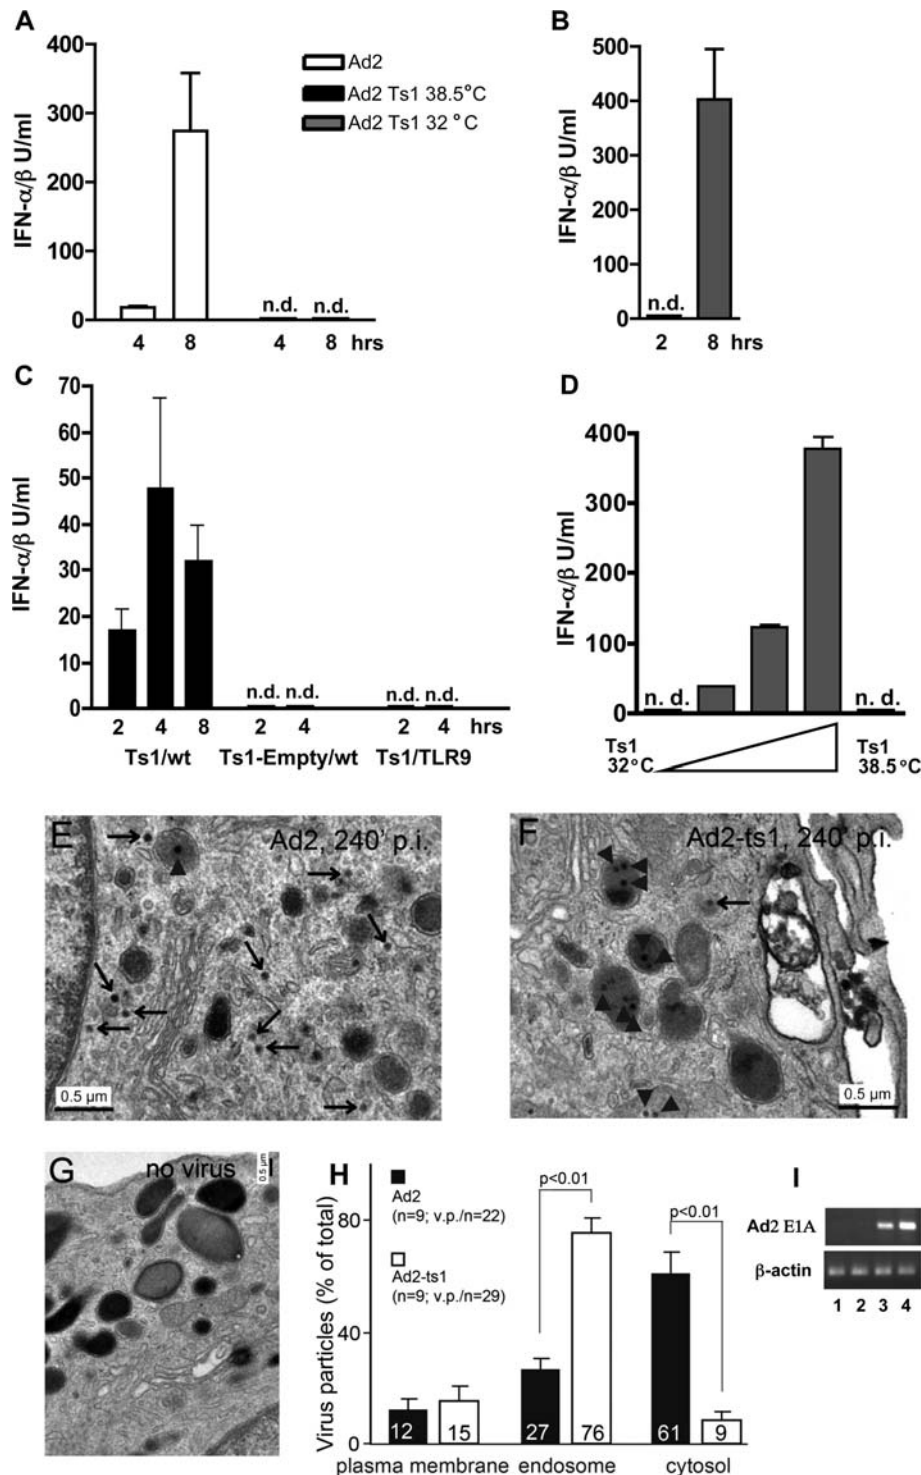 A
400
300
200
100
0
IFN-α/β U/ml
Ad2
Ad2 Ts1 38.5°C
Ad2 Ts1 32 °C
n.d. n.d.
4 8 4 8 hrs
B
500
400
300
200
100
0
IFN-α/β U/ml
n.d.
2 8 hrs
C
70
60
50
40
30
20
10
0
IFN-α/β U/ml
n.d. n.d. n.d. n.d.
2 4 8 2 4 2 4 hrs
Ts1/wt Ts1-Empty/wt Ts1/TLR9
D
400
300
200
100
0
IFN-α/β U/ml
n. d. n. d.
Ts1
32°C
Ts1
38.5°C
E Ad2, 240' p.i.
0.5 µm
F Ad2-ts1, 240' p.i.
0.5 µm
G no virus
0.5 µm
H
80
40
0
Virus particles (% of total)
Ad2
(n=9; v.p./n=22)
Ad2-ts1
(n=9; v.p./n=29)
p<0.01
p<0.01
12 15 27 76 61 9
plasma membrane endosome cytosol
I
Ad2 E1A
β-actin
1 2 3 4